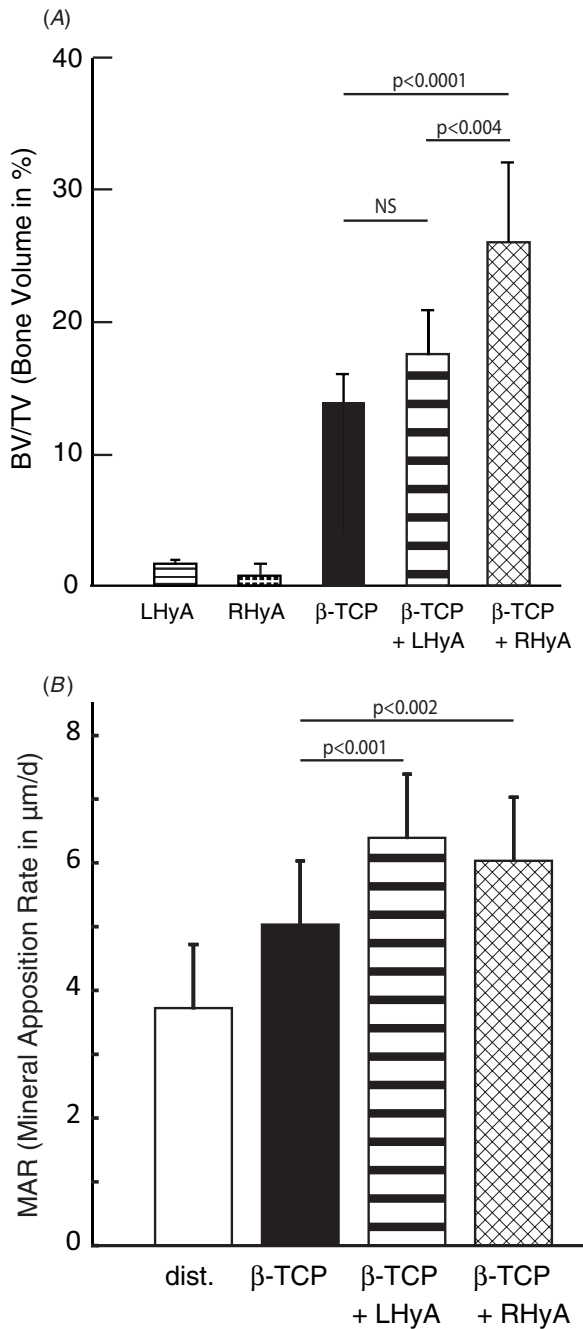 (A)
BV/TV (Bone Volume in %)
40
30
20
10
0
p<0.0001
p<0.004
NS
LHyA
RHyA
β-TCP
β-TCP
+ LHyA
β-TCP
+ RHyA
(B)
MAR (Mineral Apposition Rate in μm/d)
8
6
4
2
0
p<0.002
p<0.001
dist.
β-TCP
β-TCP
+ LHyA
β-TCP
+ RHyA